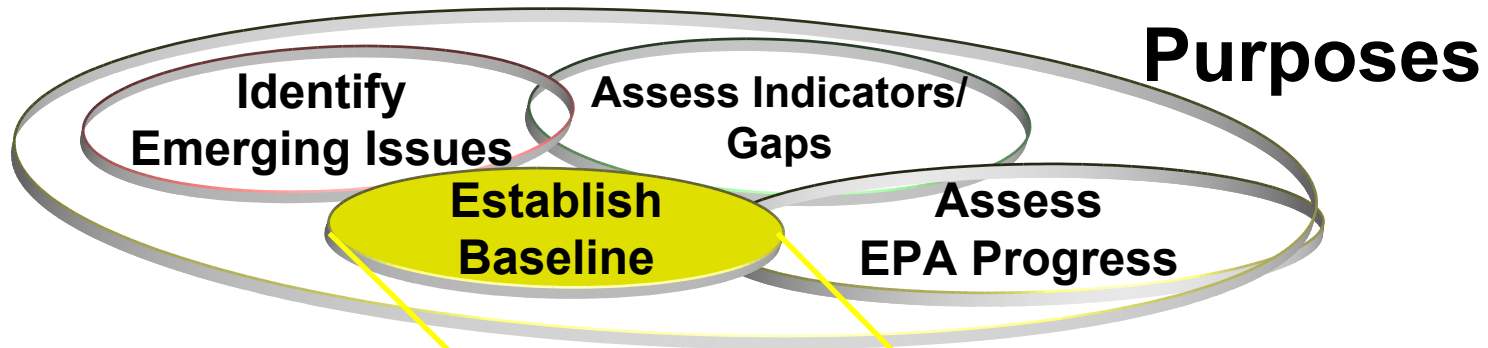 Purposes
Identify
Emerging Issues
Assess Indicators/
Gaps
Establish
Baseline
Assess
EPA Progress